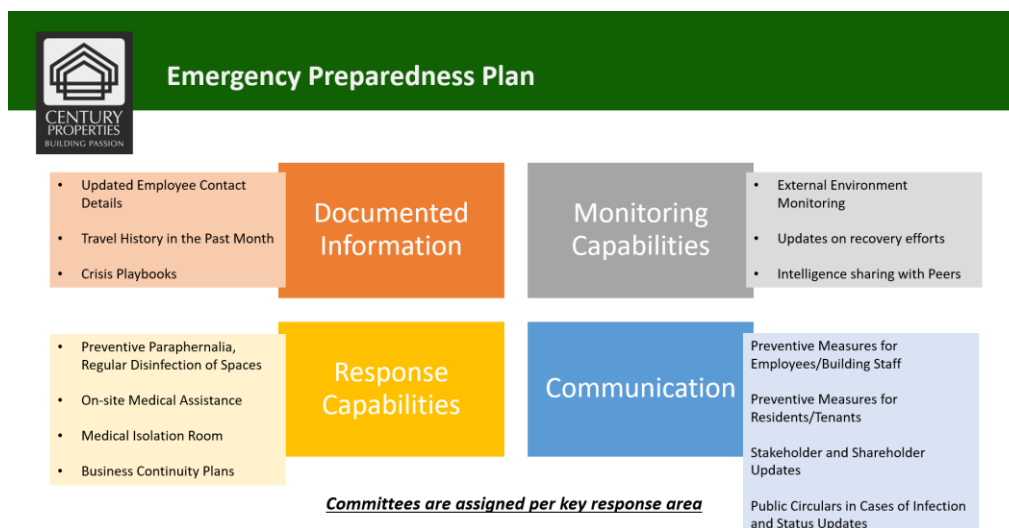 Emergency Preparedness Plan
CENTURY
PROPERTIES
BUILDING PASSION
• Updated Employee Contact
Details
• Travel History in the Past Month
• Crisis Playbooks
Documented
Information
Monitoring
Capabilities
• External Environment
Monitoring
• Updates on recovery efforts
• Intelligence sharing with Peers
• Preventive Paraphernalia,
Regular Disinfection of Spaces
• On-site Medical Assistance
• Medical Isolation Room
• Business Continuity Plans
Response
Capabilities
Communication
Preventive Measures for
Employees/Building Staff
Preventive Measures for
Residents/Tenants
Stakeholder and Shareholder
Updates
Public Circulars in Cases of Infection
and Status Updates
Committees are assigned per key response area